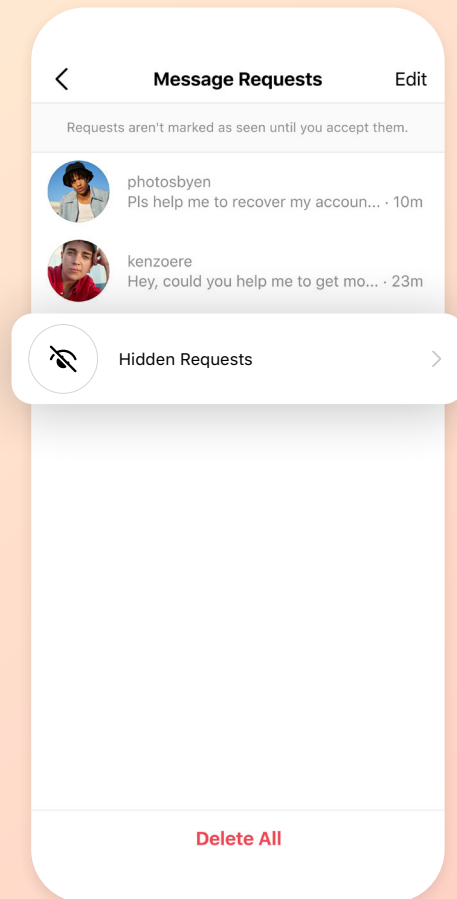 Message Requests
Edit
Requests aren't marked as seen until you accept them.
photosbyen
Pls help me to recover my accoun... · 10m
kenzoere
Hey, could you help me to get mo... · 23m
Hidden Requests
Delete All